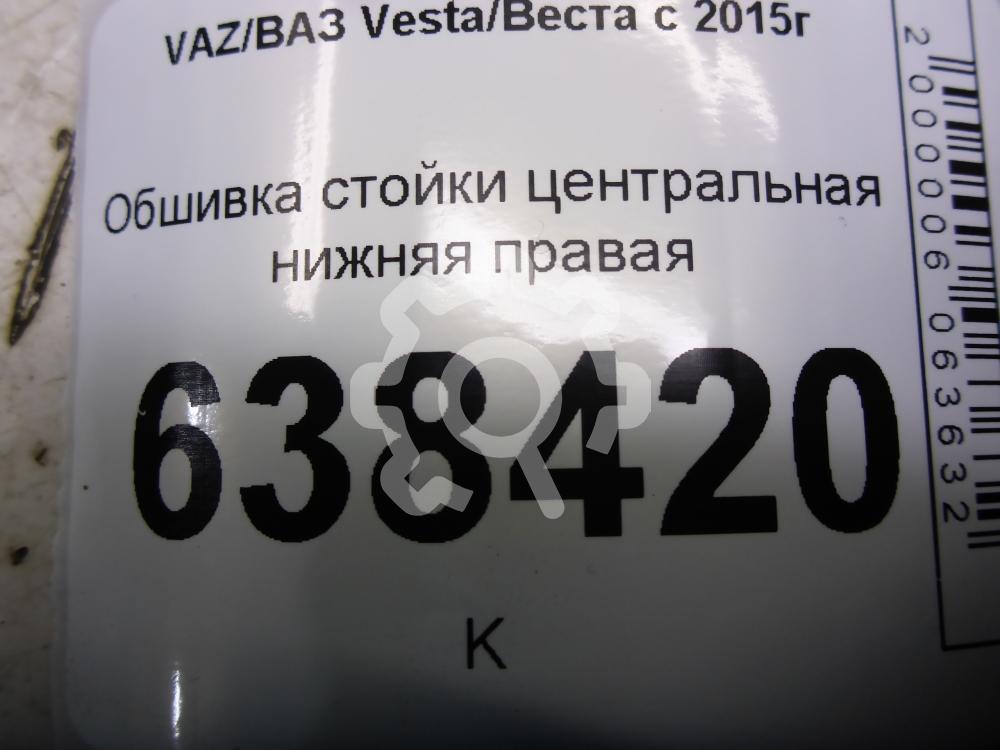 VAZ/ВАЗ Vesta/Веста с 2015г
Обшивка стойки центральная
нижняя правая
638420
К
2000006063632